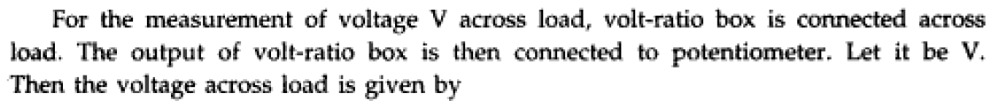 For the measurement of voltage V across load, volt-ratio box is connected across
load. The output of volt-ratio box is then connected to potentiometer. Let it be V.
Then the voltage across load is given by